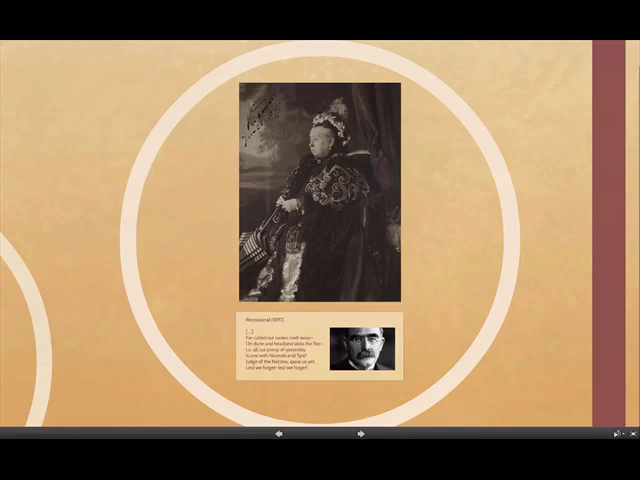 Recessional (1897)
[...]
Far-called our navies melt away—
On dune and headland sinks the fire—
Lo, all our pomp of yesterday
Is one with Nineveh and Tyre!
Judge of the Nations, spare us yet,
Lest we forget—lest we forget!